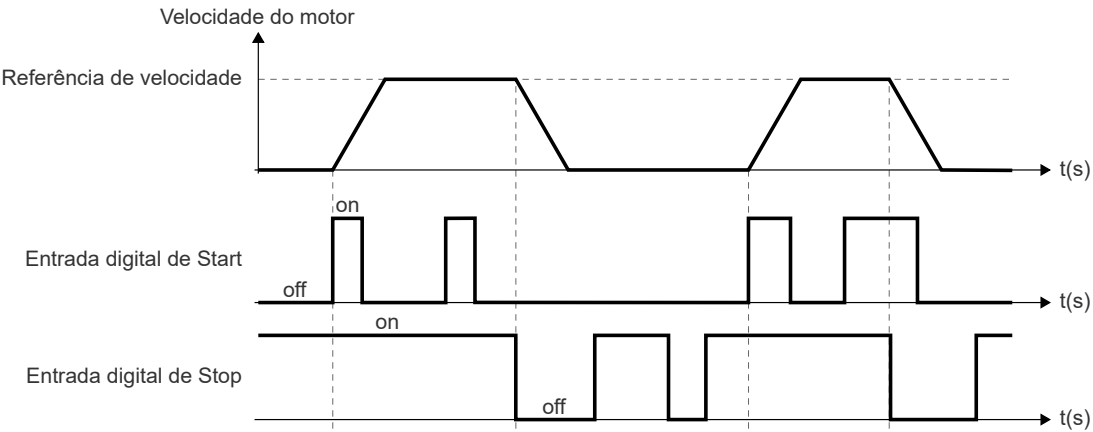 Velocidade do motor
Referência de velocidade
t(s)
on
Entrada digital de Start
off
t(s)
on
Entrada digital de Stop
off
t(s)